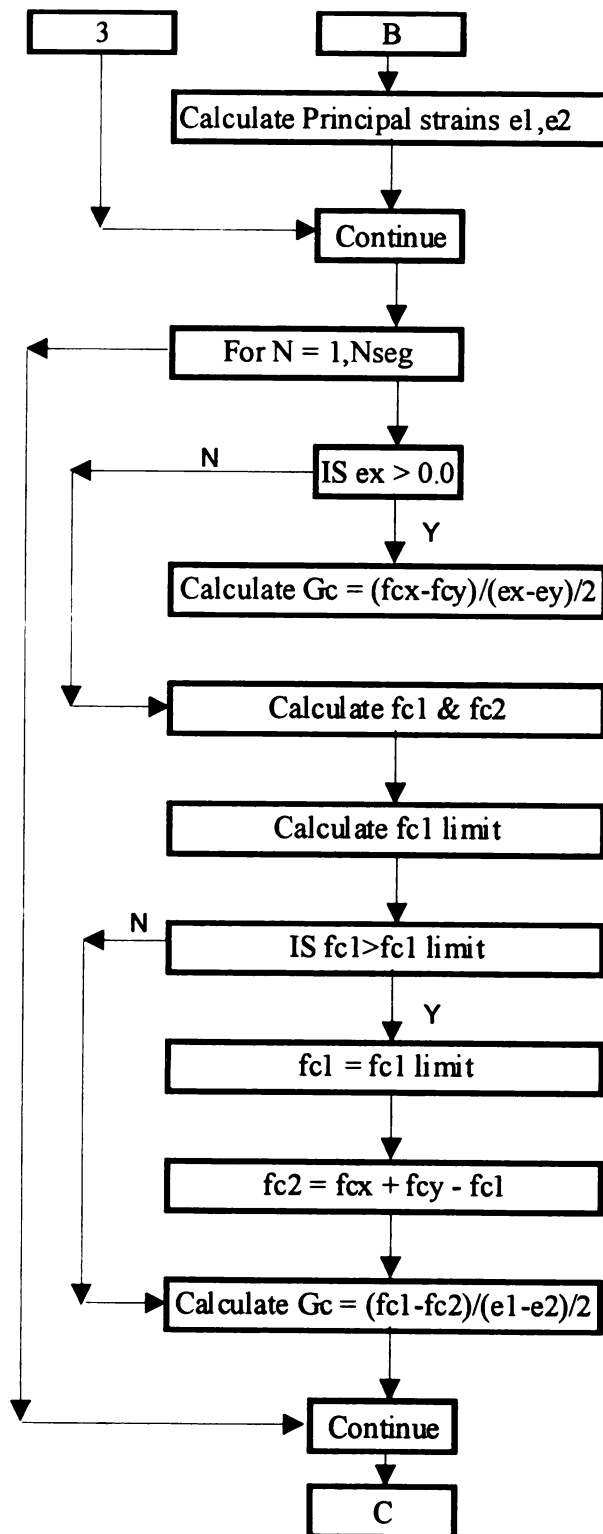 3
B
Calculate Principal strains e1,e2
Continue
For N = 1,Nseg
N
IS ex > 0.0
Y
Calculate Gc = (fcx-fcy)/(ex-ey)/2
Calculate fc1 & fc2
Calculate fc1 limit
N
IS fc1>fc1 limit
Y
fc1 = fc1 limit
fc2 = fcx + fcy - fc1
Calculate Gc = (fc1-fc2)/(e1-e2)/2
Continue
C